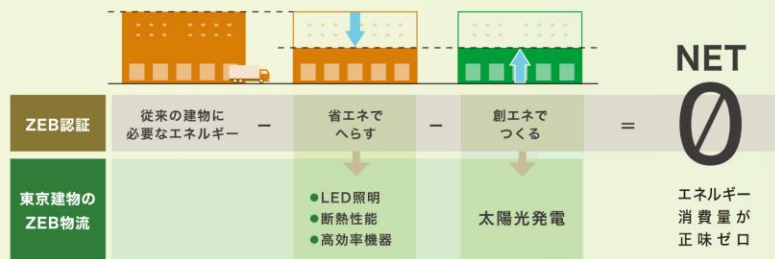 NET
0
ZEB認証
従来の建物に
必要なエネルギー
−
省エネで
へらす
−
創エネで
つくる
=
東京建物の
ZEB物流
●LED照明
●断熱性能
●高効率機器
太陽光発電
エネルギー
消費量が
正味ゼロ